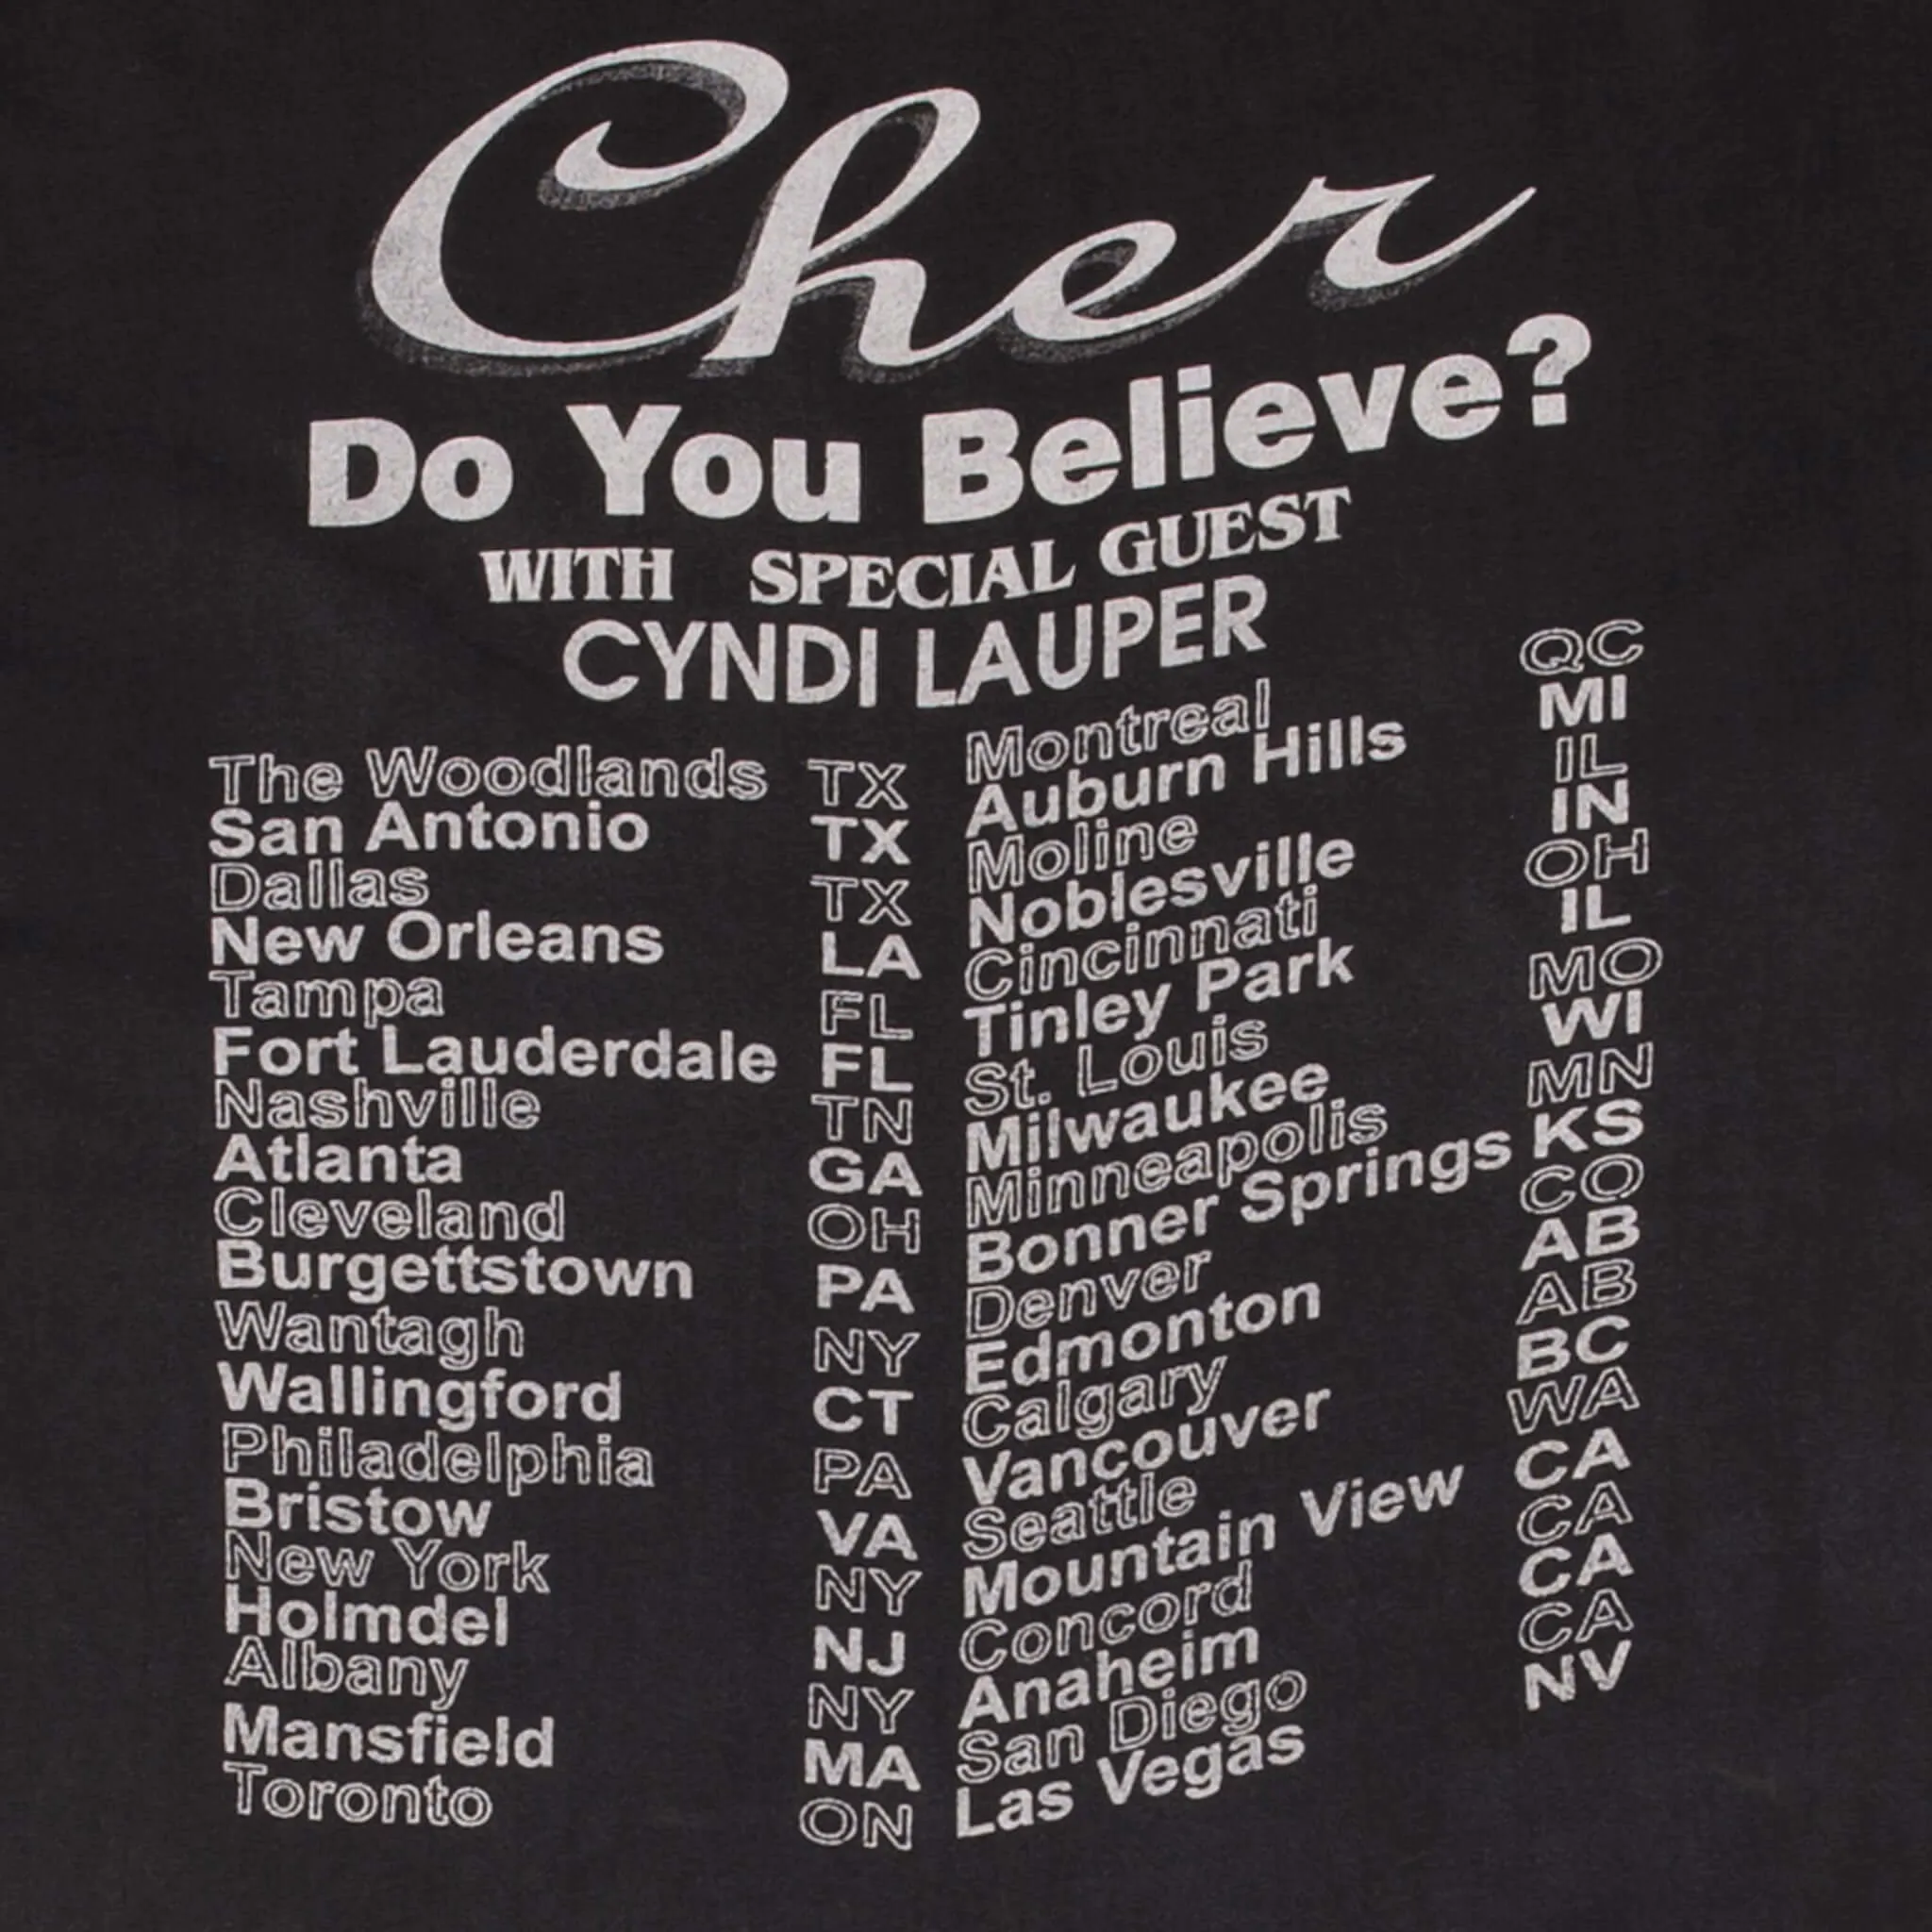 Cher
Do You Believe?
WITH SPECIAL GUEST
CYNDI LAUPER
The Woodlands TX
San Antonio TX
Dallas TX
New Orleans LA
Tampa FL
Fort Lauderdale FL
Nashville TN
Atlanta GA
Cleveland OH
Burgettstown PA
Wantagh NY
Wallingford CT
Philadelphia PA
Bristow VA
New York NY
Holmdel NJ
Albany NY
Mansfield MA
Toronto ON
Montreal QC
Auburn Hills MI
Moline IL
Noblesville IN
Cincinnati OH
Tinley Park IL
St. Louis MO
Milwaukee WI
Minneapolis MN
Bonner Springs KS
Denver CO
Edmonton AB
Calgary AB
Vancouver BC
Seattle WA
Mountain View CA
Concord CA
Anaheim CA
San Diego CA
Las Vegas NV